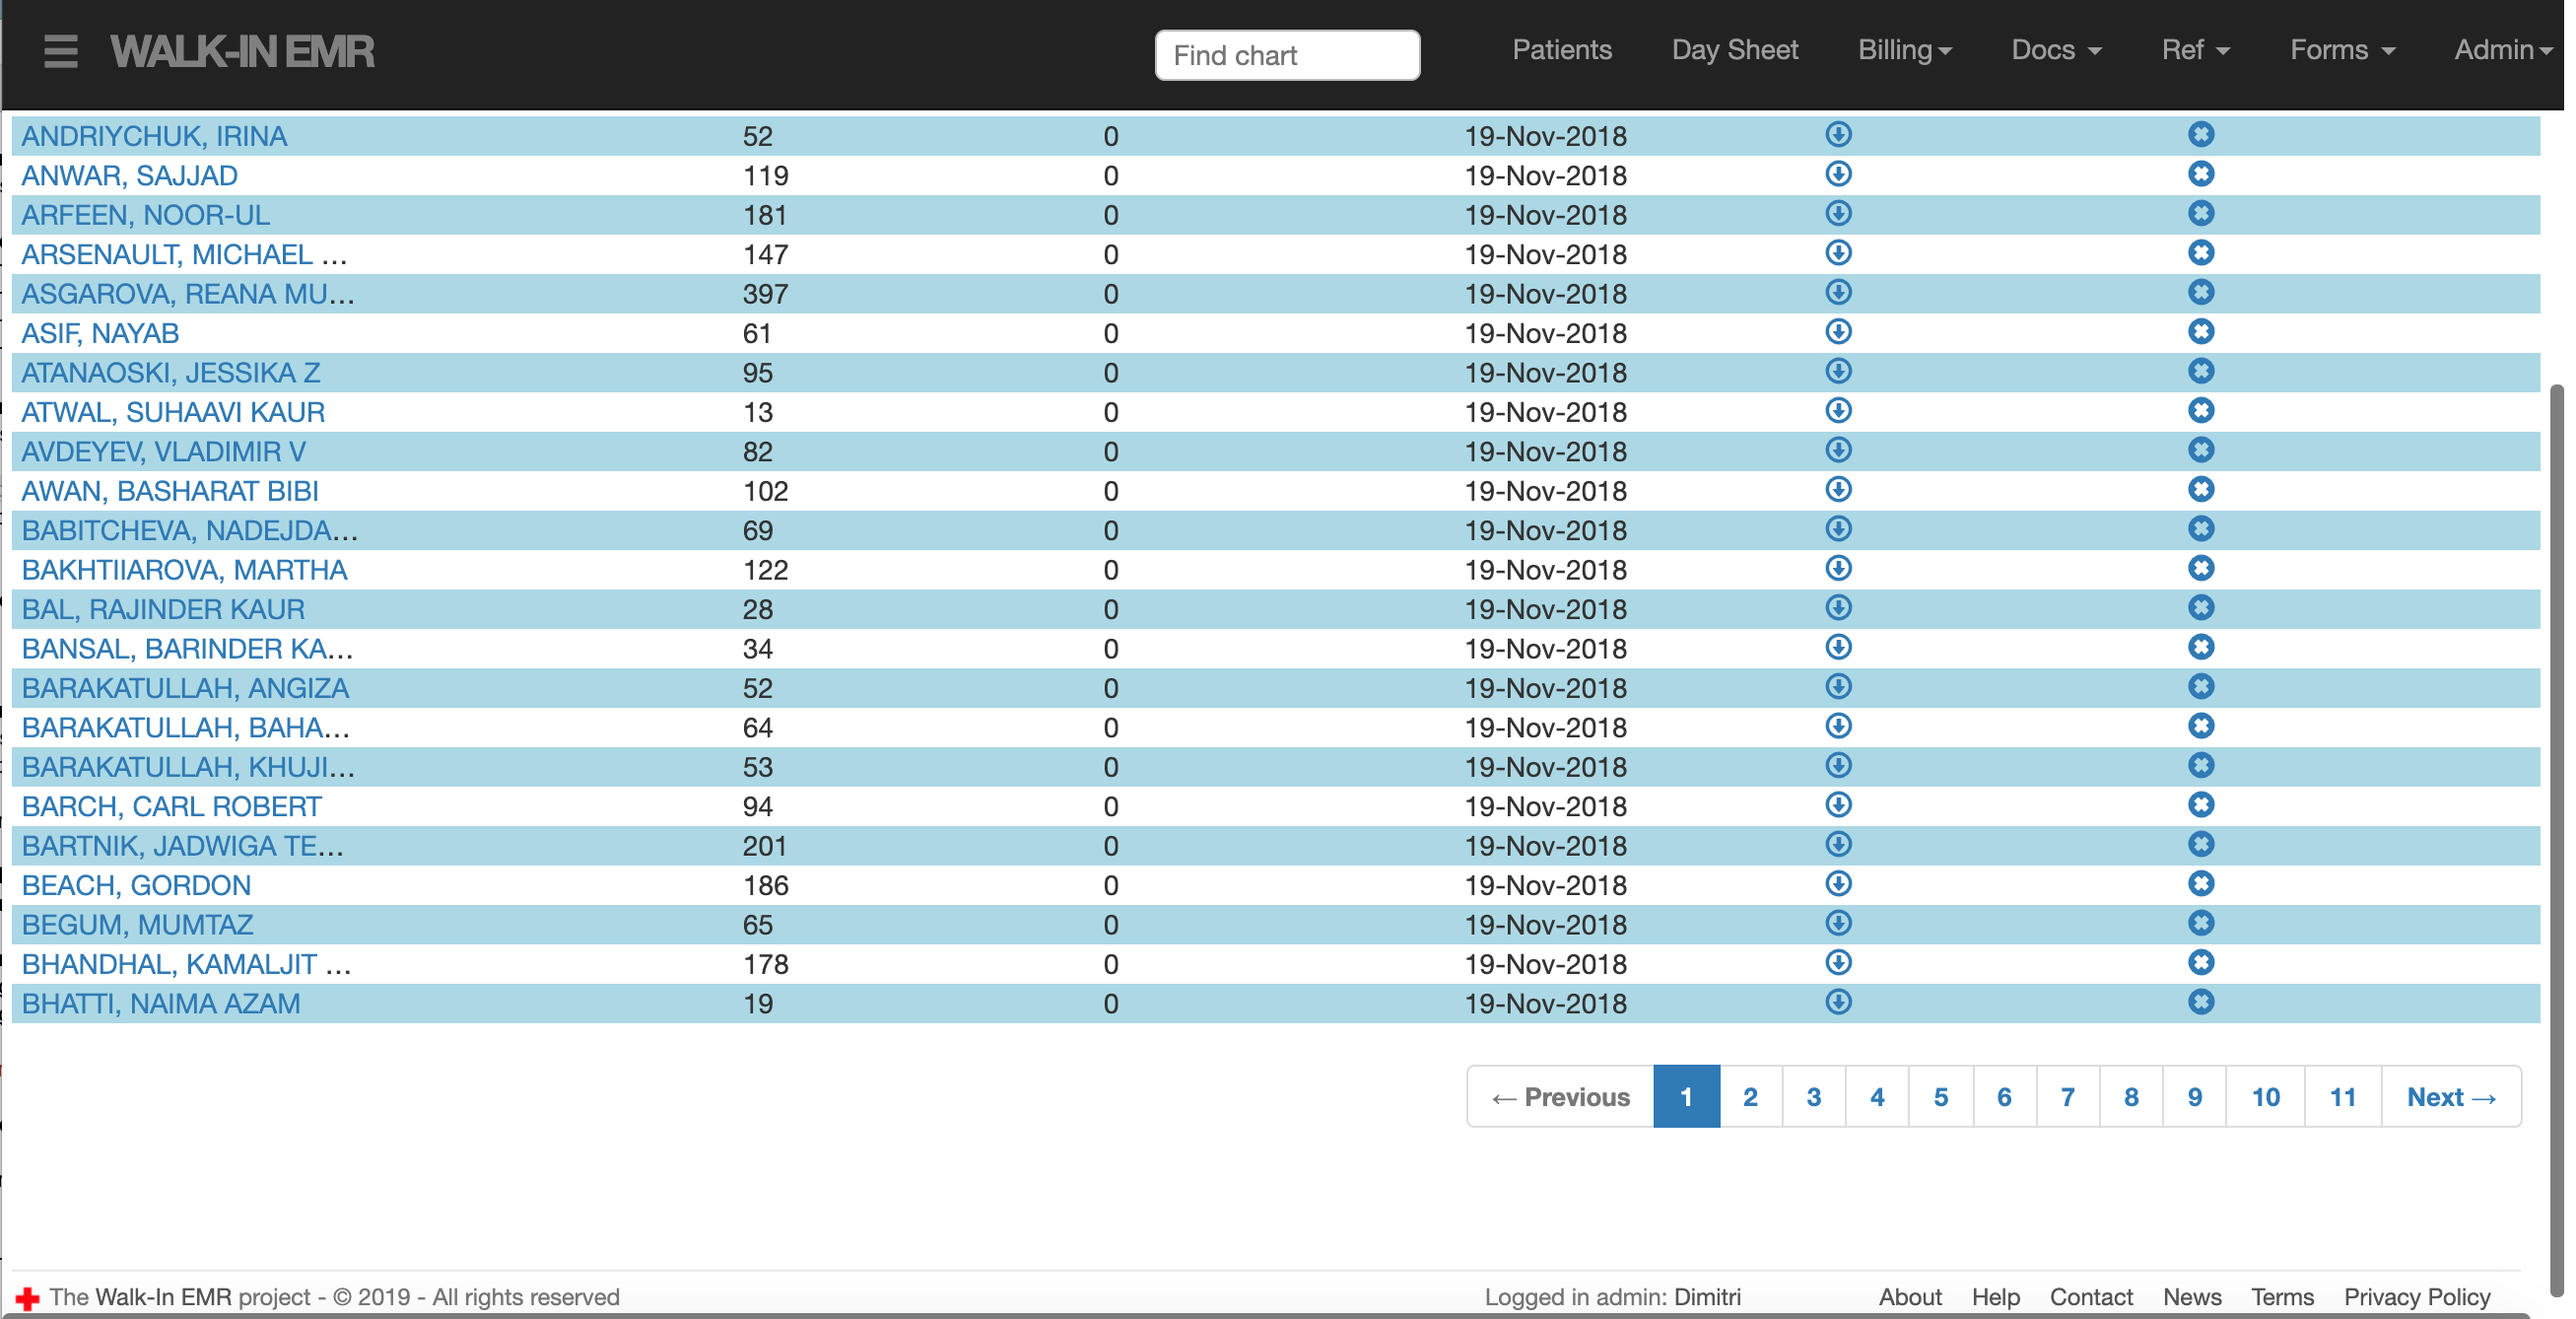 WALK-IN EMR Find chart Patients Day Sheet Billing Docs Ref Forms Admin
ANDRIYCHUK, IRINA 52 0 19-Nov-2018
ANWAR, SAJJAD 119 0 19-Nov-2018
ARFEEN, NOOR-UL 181 0 19-Nov-2018
ARSENAULT, MICHAEL ... 147 0 19-Nov-2018
ASGAROVA, REANA MU... 397 0 19-Nov-2018
ASIF, NAYAB 61 0 19-Nov-2018
ATANAOSKI, JESSIKA Z 95 0 19-Nov-2018
ATWAL, SUHAAVI KAUR 13 0 19-Nov-2018
AVDEYEV, VLADIMIR V 82 0 19-Nov-2018
AWAN, BASHARAT BIBI 102 0 19-Nov-2018
BABITCHEVA, NADEJDA... 69 0 19-Nov-2018
BAKHTIIAROVA, MARTHA 122 0 19-Nov-2018
BAL, RAJINDER KAUR 28 0 19-Nov-2018
BANSAL, BARINDER KA... 34 0 19-Nov-2018
BARAKATULLAH, ANGIZA 52 0 19-Nov-2018
BARAKATULLAH, BAHA... 64 0 19-Nov-2018
BARAKATULLAH, KHUJI... 53 0 19-Nov-2018
BARCH, CARL ROBERT 94 0 19-Nov-2018
BARTNIK, JADWIGA TE... 201 0 19-Nov-2018
BEACH, GORDON 186 0 19-Nov-2018
BEGUM, MUMTAZ 65 0 19-Nov-2018
BHANDHAL, KAMALJIT ... 178 0 19-Nov-2018
BHATTI, NAIMA AZAM 19 0 19-Nov-2018
← Previous 1 2 3 4 5 6 7 8 9 10 11 Next →
The Walk-In EMR project - © 2019 - All rights reserved Logged in admin: Dimitri About Help Contact News Terms Privacy Policy